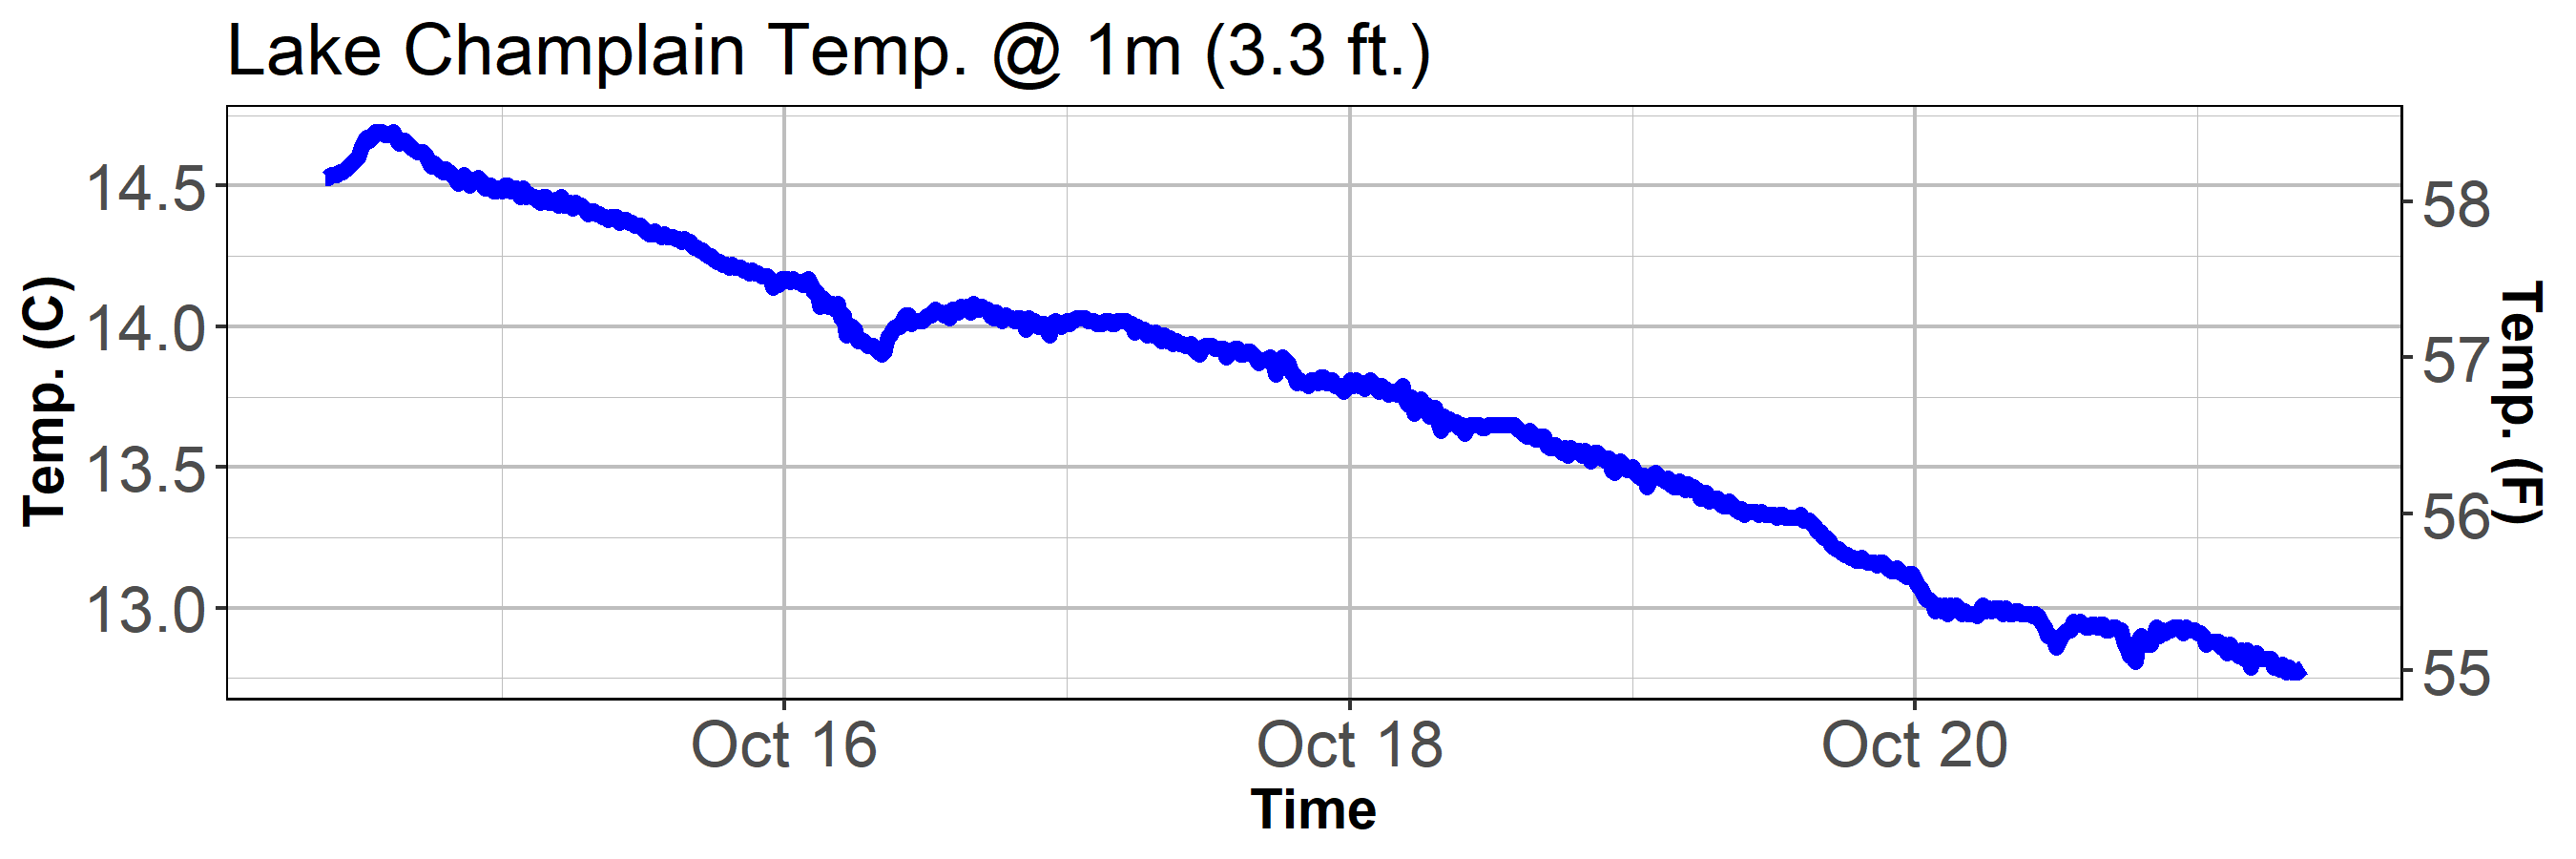 Lake Champlain Temp. @ 1m (3.3 ft.)
Temp. (C)
14.5
14.0
13.5
13.0
58
57
56
55
Temp. (F)
Oct 16
Oct 18
Oct 20
Time